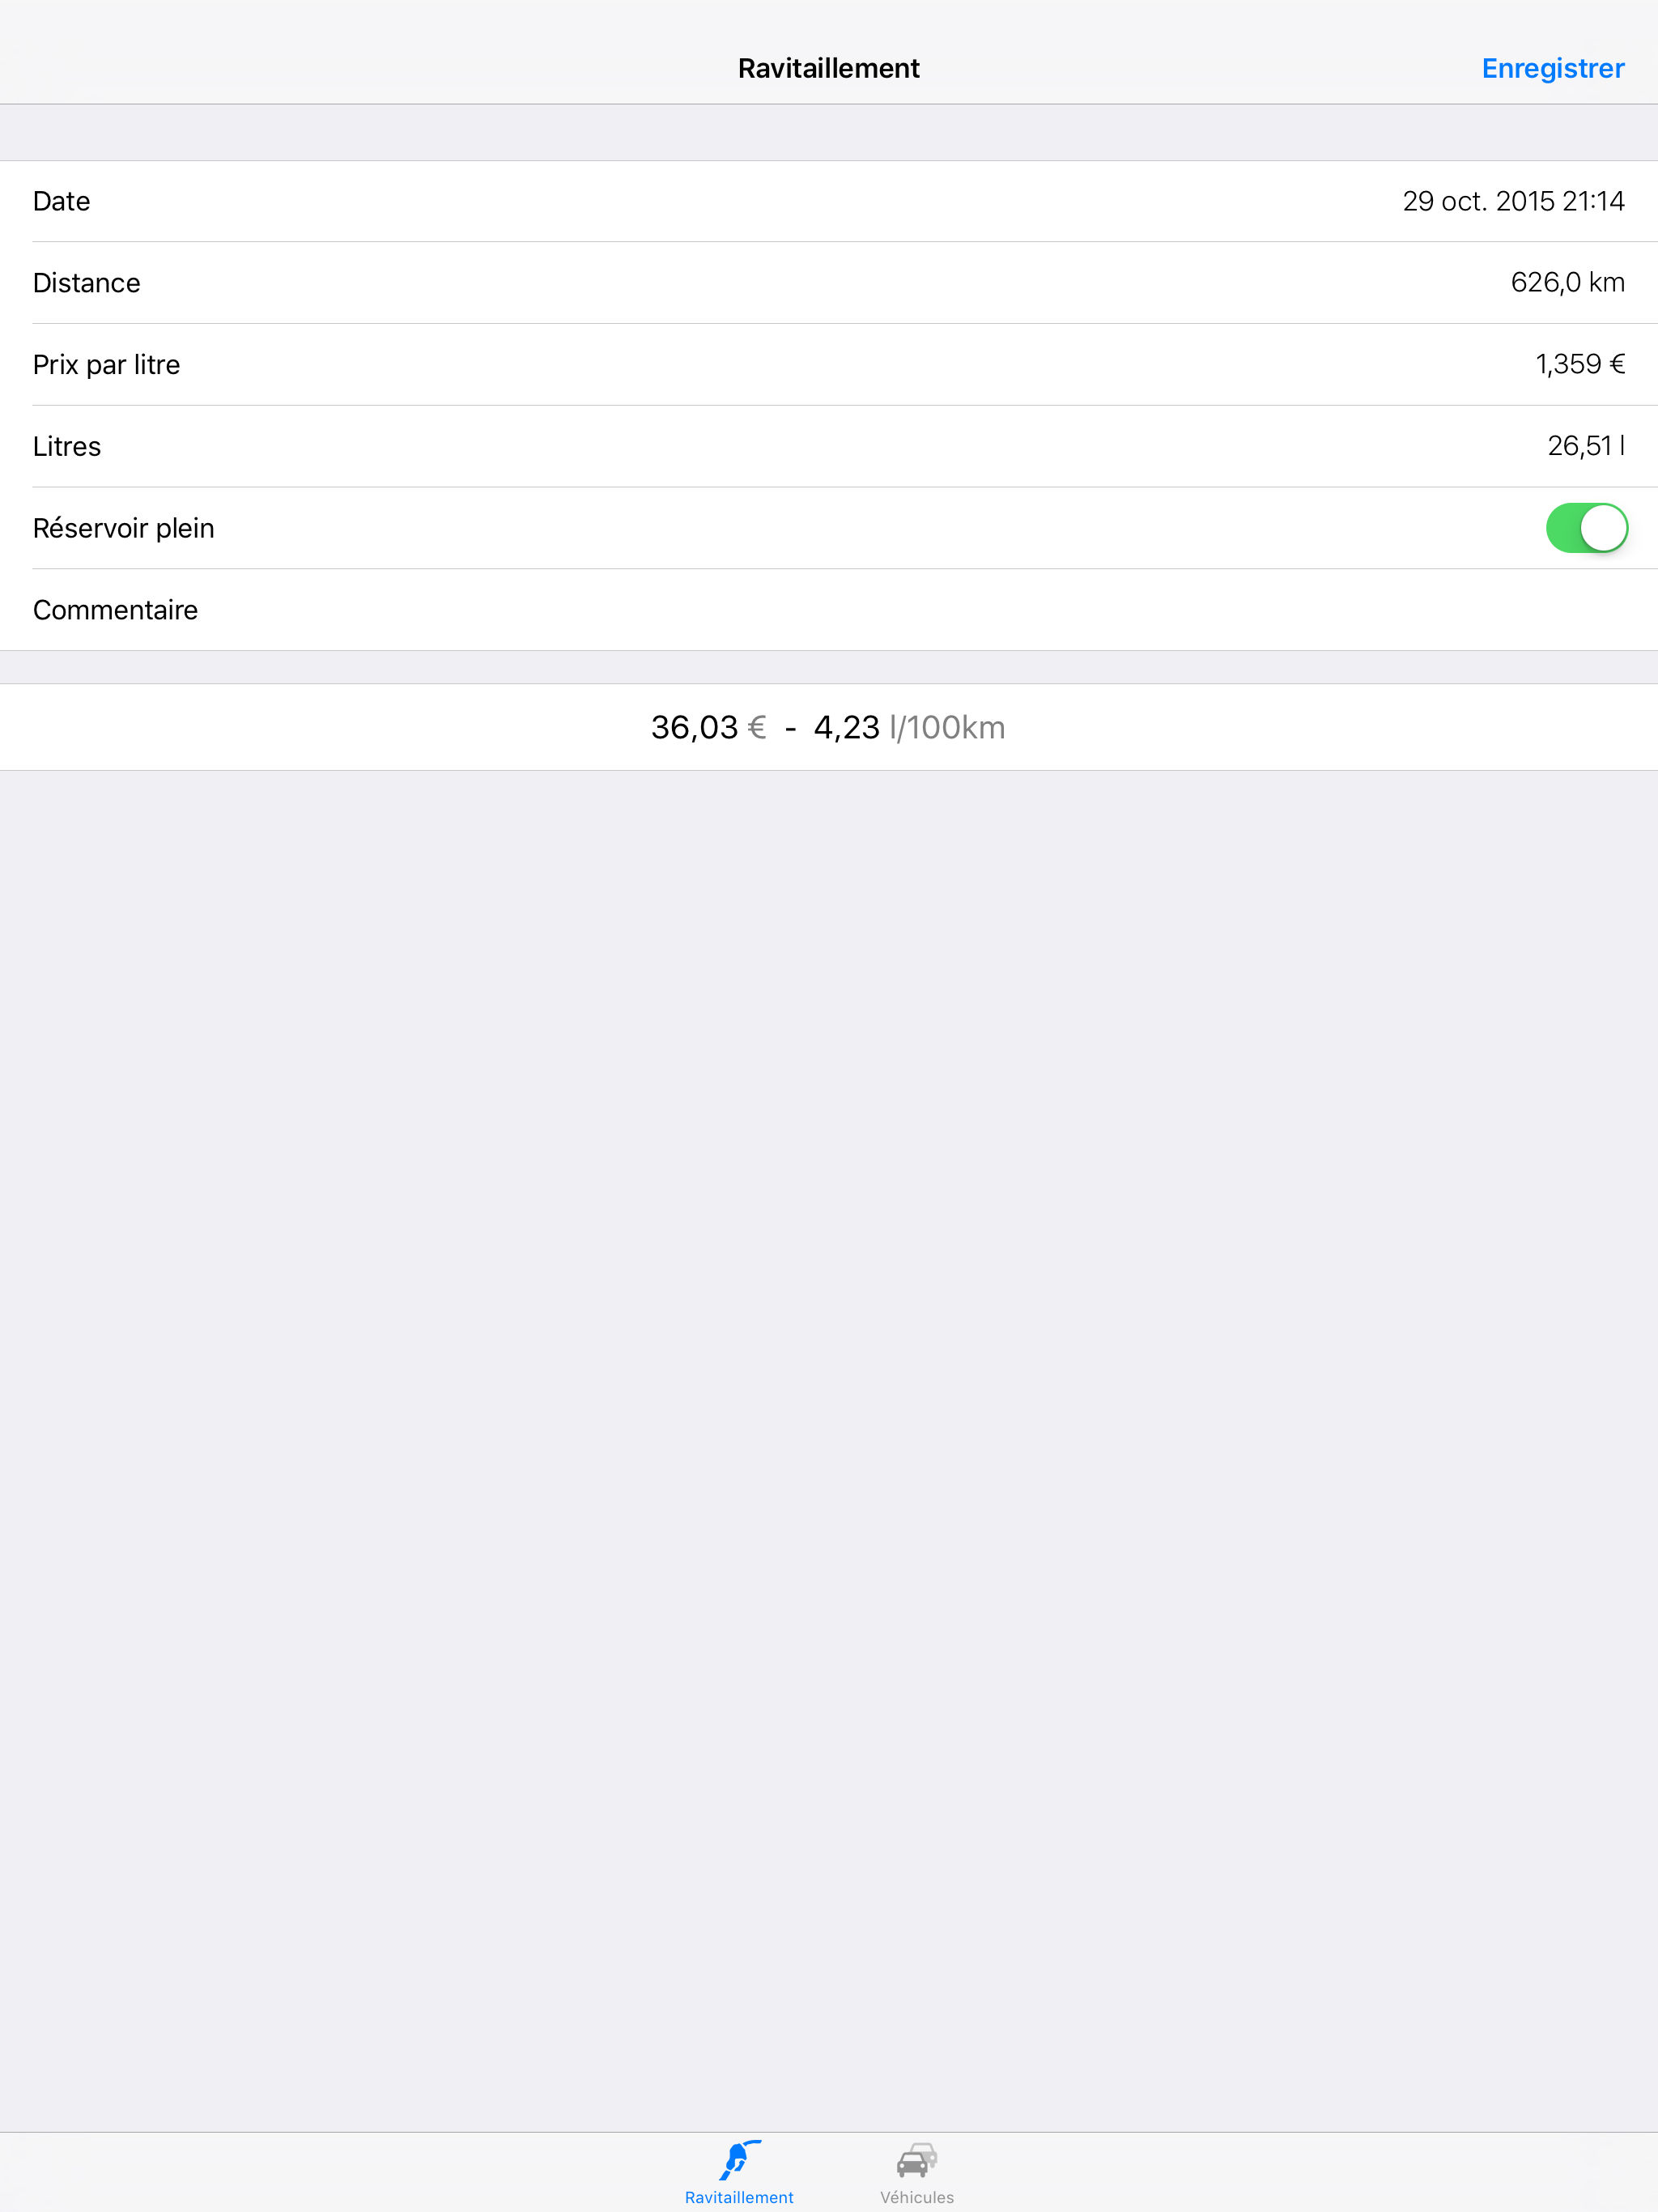 Ravitaillement Enregistrer
Date 29 oct. 2015 21:14
Distance 626,0 km
Prix par litre 1,359 €
Litres 26,51 l
Réservoir plein
Commentaire
36,03 € - 4,23 l/100km
Ravitaillement Véhicules